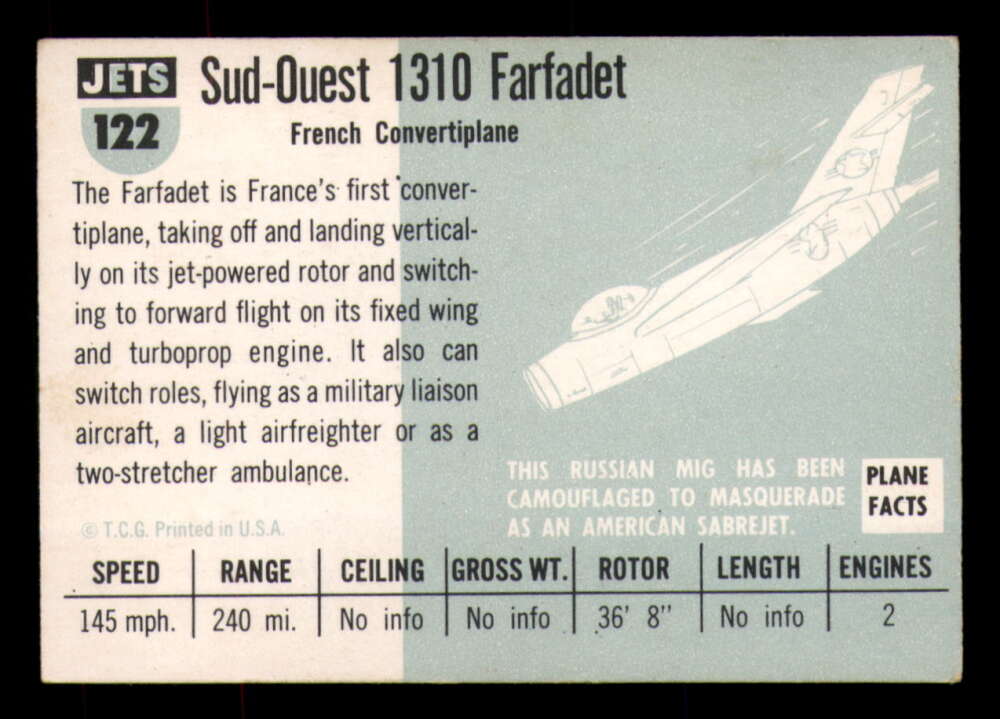 JETS
122
Sud-Ouest 1310 Farfadet
French Convertiplane
The Farfadet is France's first conver-
tiplane, taking off and landing vertical-
ly on its jet-powered rotor and switch-
ing to forward flight on its fixed wing
and turboprop engine. It also can
switch roles, flying as a military liaison
aircraft, a light airfreighter or as a
two-stretcher ambulance.
© T.C.G. Printed in U.S.A.
THIS RUSSIAN MIG HAS BEEN
CAMOUFLAGED TO MASQUERADE
AS AN AMERICAN SABREJET.
PLANE
FACTS
SPEED RANGE CEILING GROSS WT. ROTOR LENGTH ENGINES
145 mph. 240 mi. No info No info 36' 8" No info 2